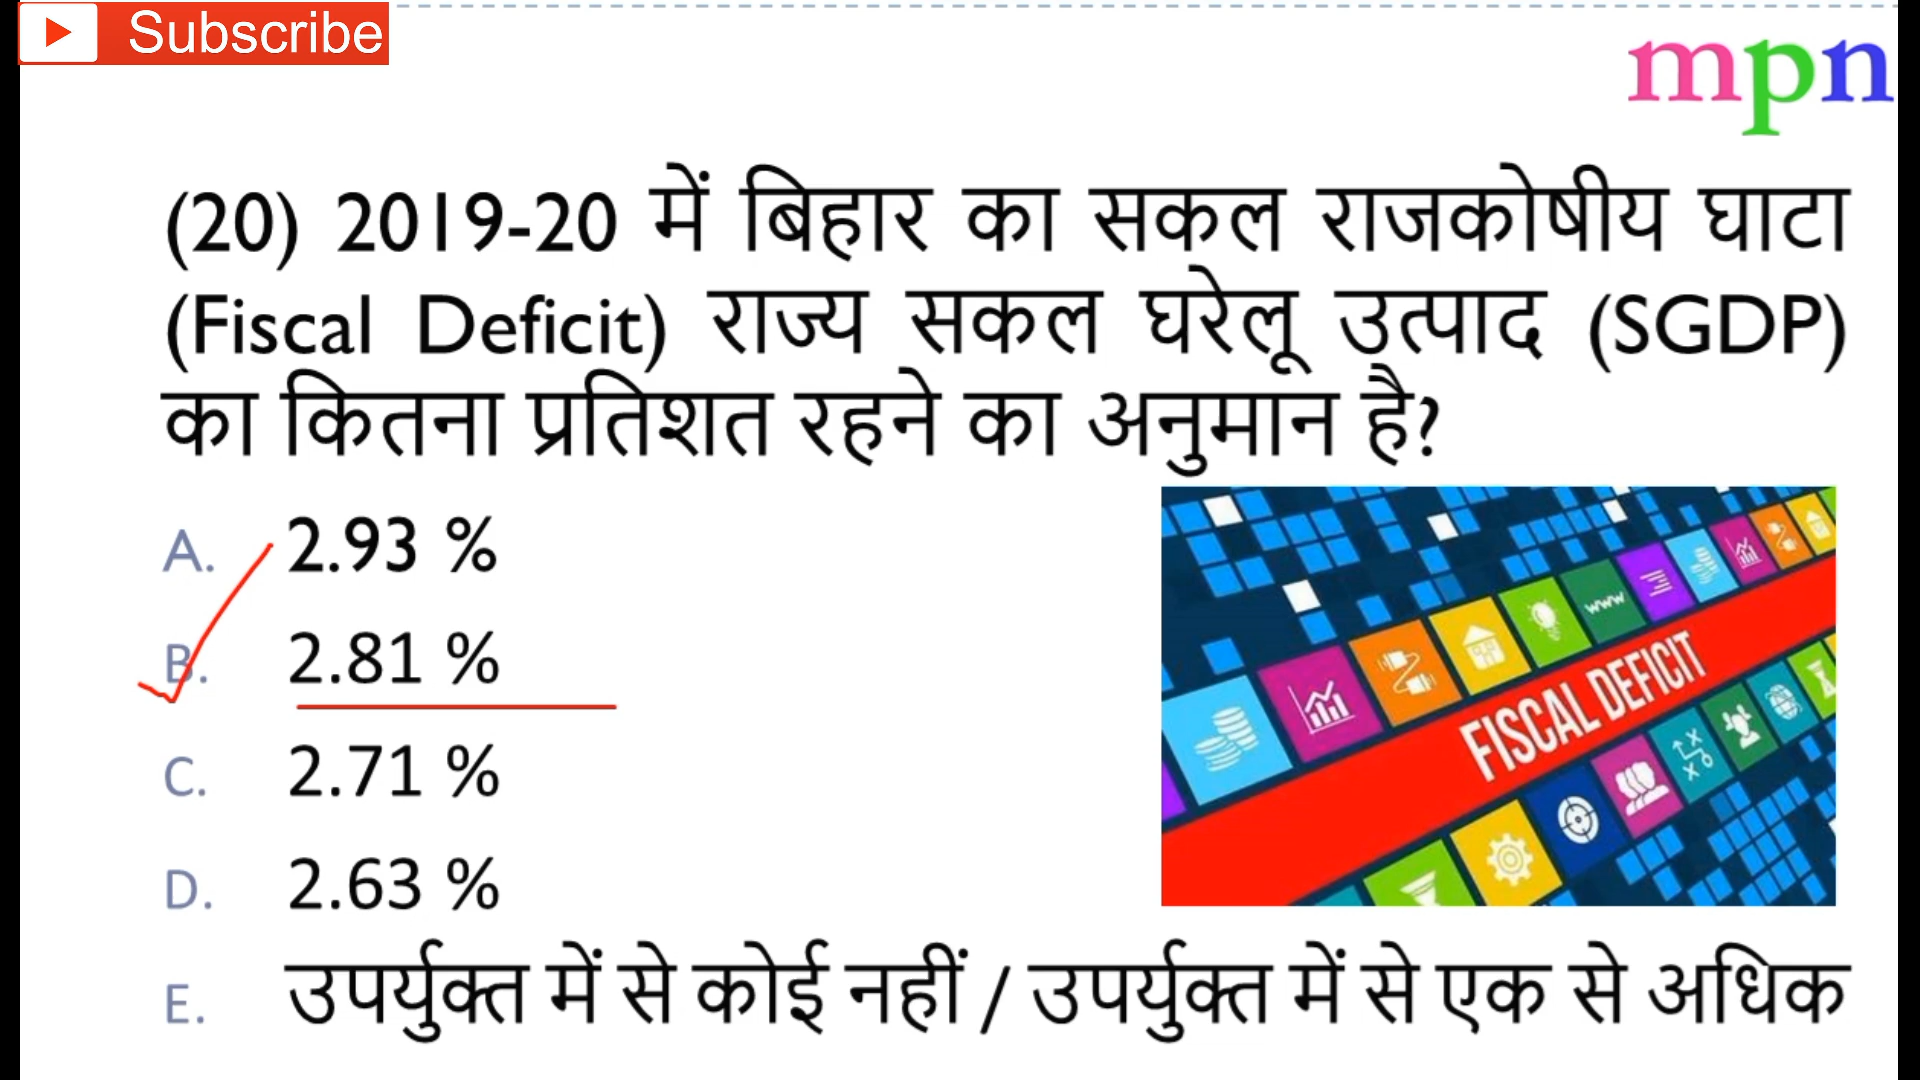 Subscribe
mpn
(20) 2019-20 में बिहार का सकल राजकोषीय घाटा
(Fiscal Deficit) राज्य सकल घरेलू उत्पाद (SGDP)
का कितना प्रतिशत रहने का अनुमान है?
A. 2.93 %
B. 2.81 %
C. 2.71 %
D. 2.63 %
E. उपर्युक्त में से कोई नहीं / उपर्युक्त में से एक से अधिक
www
FISCAL DEFICIT